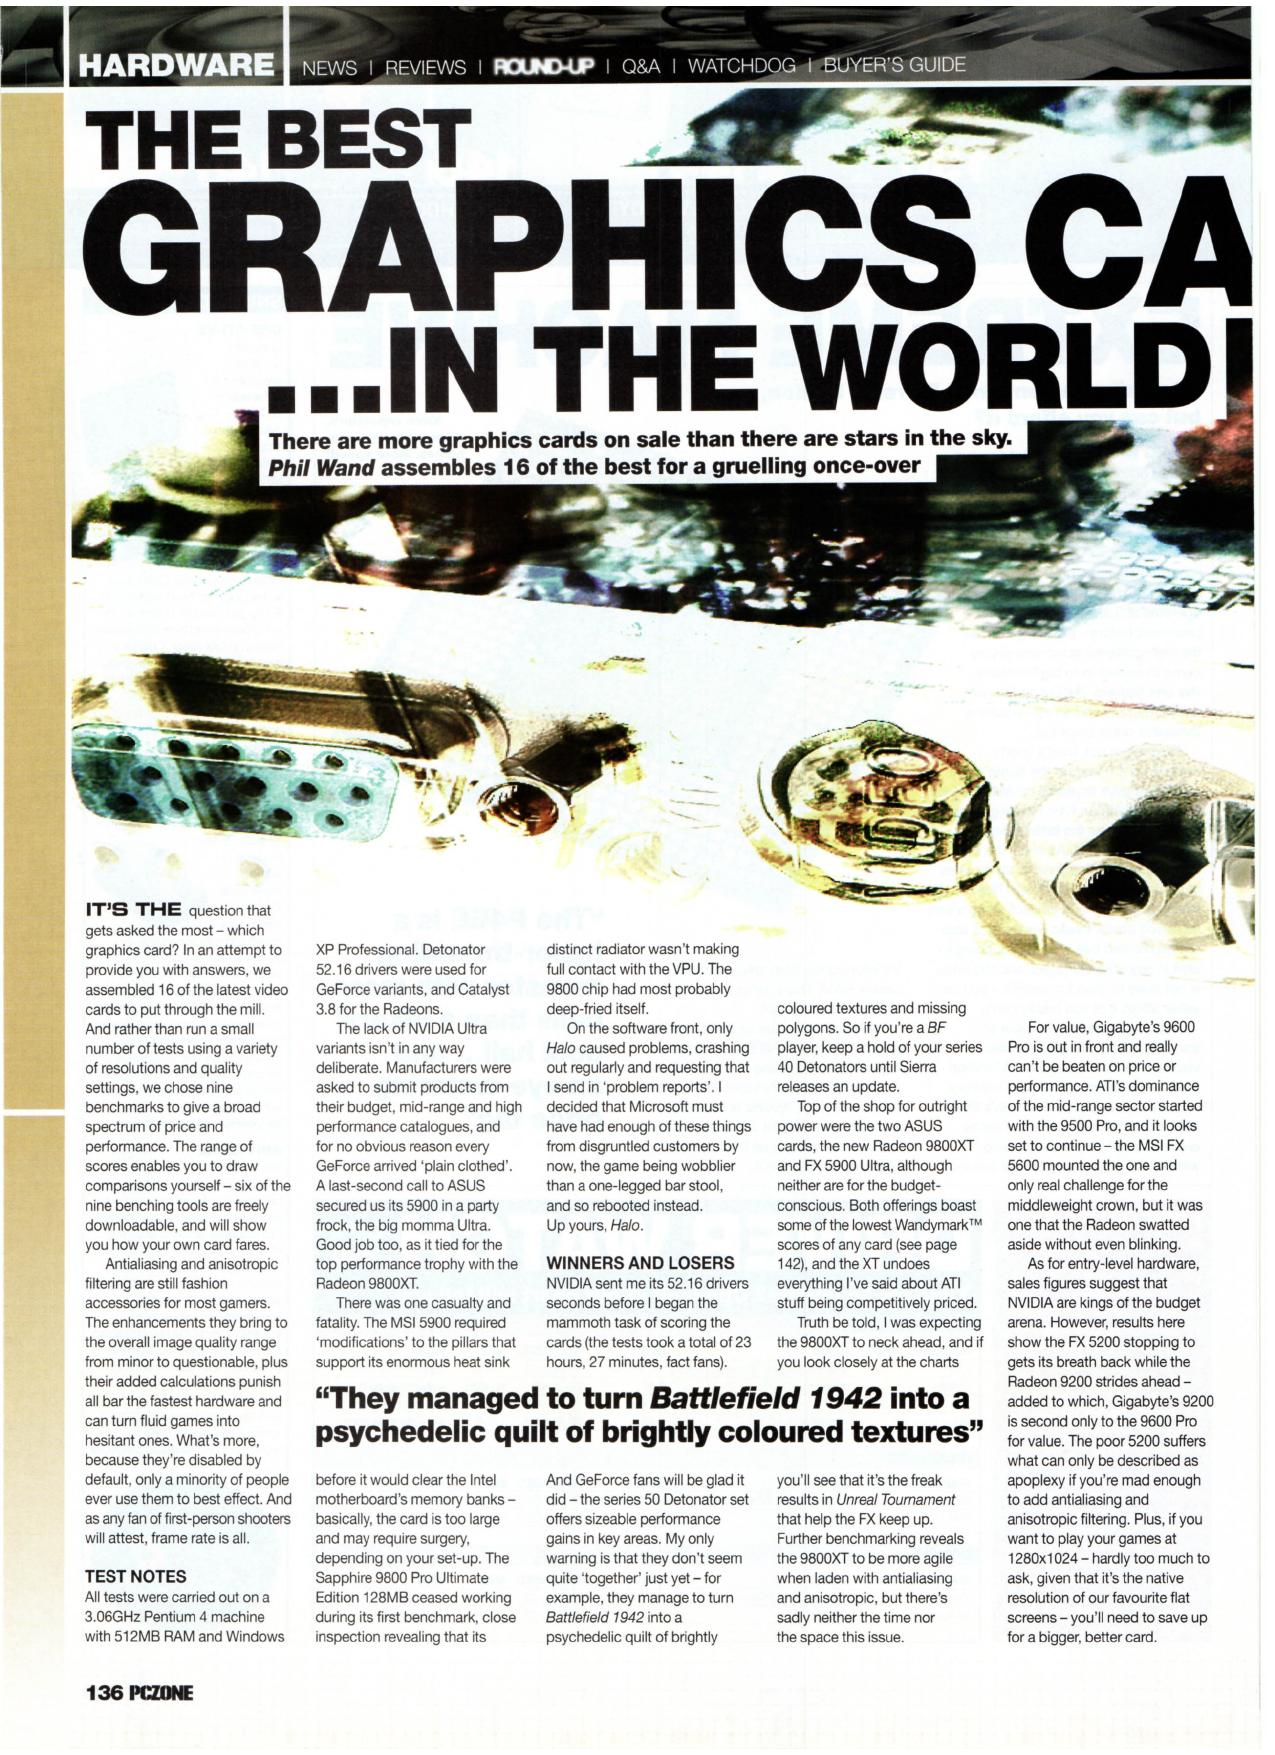 HARDWARE
NEWS | REVIEWS | ROUND-UP | Q&A | WATCHDOG | BUYER'S GUIDE
THE BEST
GRAPHICS CA
...IN THE WORLD
There are more graphics cards on sale than there are stars in the sky.
Phil Wand assembles 16 of the best for a gruelling once-over
IT'S THE question that
gets asked the most – which
graphics card? In an attempt to
provide you with answers, we
assembled 16 of the latest video
cards to put through the mill.
And rather than run a small
number of tests using a variety
of resolutions and quality
settings, we chose nine
benchmarks to give a broad
spectrum of price and
performance. The range of
scores enables you to draw
comparisons yourself – six of the
nine benching tools are freely
downloadable, and will show
you how your own card fares.
Antialiasing and anisotropic
filtering are still fashion
accessories for most gamers.
The enhancements they bring to
the overall image quality range
from minor to questionable, plus
their added calculations punish
all bar the fastest hardware and
can turn fluid games into
hesitant ones. What's more,
because they're disabled by
default, only a minority of people
ever use them to best effect. And
as any fan of first-person shooters
will attest, frame rate is all.
TEST NOTES
All tests were carried out on a
3.06GHz Pentium 4 machine
with 512MB RAM and Windows
XP Professional. Detonator
52.16 drivers were used for
GeForce variants, and Catalyst
3.8 for the Radeons.
The lack of NVIDIA Ultra
variants isn't in any way
deliberate. Manufacturers were
asked to submit products from
their budget, mid-range and high
performance catalogues, and
for no obvious reason every
GeForce arrived 'plain clothed'.
A last-second call to ASUS
secured us its 5900 in a party
frock, the big momma Ultra.
Good job too, as it tied for the
top performance trophy with the
Radeon 9800XT.
There was one casualty and
fatality. The MSI 5900 required
'modifications' to the pillars that
support its enormous heat sink
before it would clear the Intel
motherboard's memory banks –
basically, the card is too large
and may require surgery,
depending on your set-up. The
Sapphire 9800 Pro Ultimate
Edition 128MB ceased working
during its first benchmark, close
inspection revealing that its
distinct radiator wasn't making
full contact with the VPU. The
9800 chip had most probably
deep-fried itself.
On the software front, only
Halo caused problems, crashing
out regularly and requesting that
I send in 'problem reports'. I
decided that Microsoft must
have had enough of these things
from disgruntled customers by
now, the game being wobblier
than a one-legged bar stool,
and so rebooted instead.
Up yours, Halo.
WINNERS AND LOSERS
NVIDIA sent me its 52.16 drivers
seconds before I began the
mammoth task of scoring the
cards (the tests took a total of 23
hours, 27 minutes, fact fans).
And GeForce fans will be glad it
did – the series 50 Detonator set
offers sizeable performance
gains in key areas. My only
warning is that they don't seem
quite 'together' just yet – for
example, they manage to turn
Battlefield 1942 into a
psychedelic quilt of brightly
coloured textures and missing
polygons. So if you're a BF
player, keep a hold of your series
40 Detonators until Sierra
releases an update.
Top of the shop for outright
power were the two ASUS
cards, the new Radeon 9800XT
and FX 5900 Ultra, although
neither are for the budget-
conscious. Both offerings boast
some of the lowest Wandymark™
scores of any card (see page
142), and the XT undoes
everything I've said about ATI
stuff being competitively priced.
Truth be told, I was expecting
the 9800XT to neck ahead, and if
you look closely at the charts
you'll see that it's the freak
results in Unreal Tournament
that help the FX keep up.
Further benchmarking reveals
the 9800XT to be more agile
when laden with antialiasing
and anisotropic, but there's
sadly neither the time nor
the space this issue.
For value, Gigabyte's 9600
Pro is out in front and really
can't be beaten on price or
performance. ATI's dominance
of the mid-range sector started
with the 9500 Pro, and it looks
set to continue – the MSI FX
5600 mounted the one and
only real challenge for the
middleweight crown, but it was
one that the Radeon swatted
aside without even blinking.
As for entry-level hardware,
sales figures suggest that
NVIDIA are kings of the budget
arena. However, results here
show the FX 5200 stopping to
gets its breath back while the
Radeon 9200 strides ahead –
added to which, Gigabyte's 9200
is second only to the 9600 Pro
for value. The poor 5200 suffers
what can only be described as
apoplexy if you're mad enough
to add antialiasing and
anisotropic filtering. Plus, if you
want to play your games at
1280x1024 – hardly too much to
ask, given that it's the native
resolution of our favourite flat
screens – you'll need to save up
for a bigger, better card.
"They managed to turn Battlefield 1942 into a
psychedelic quilt of brightly coloured textures"
136 PCZONE